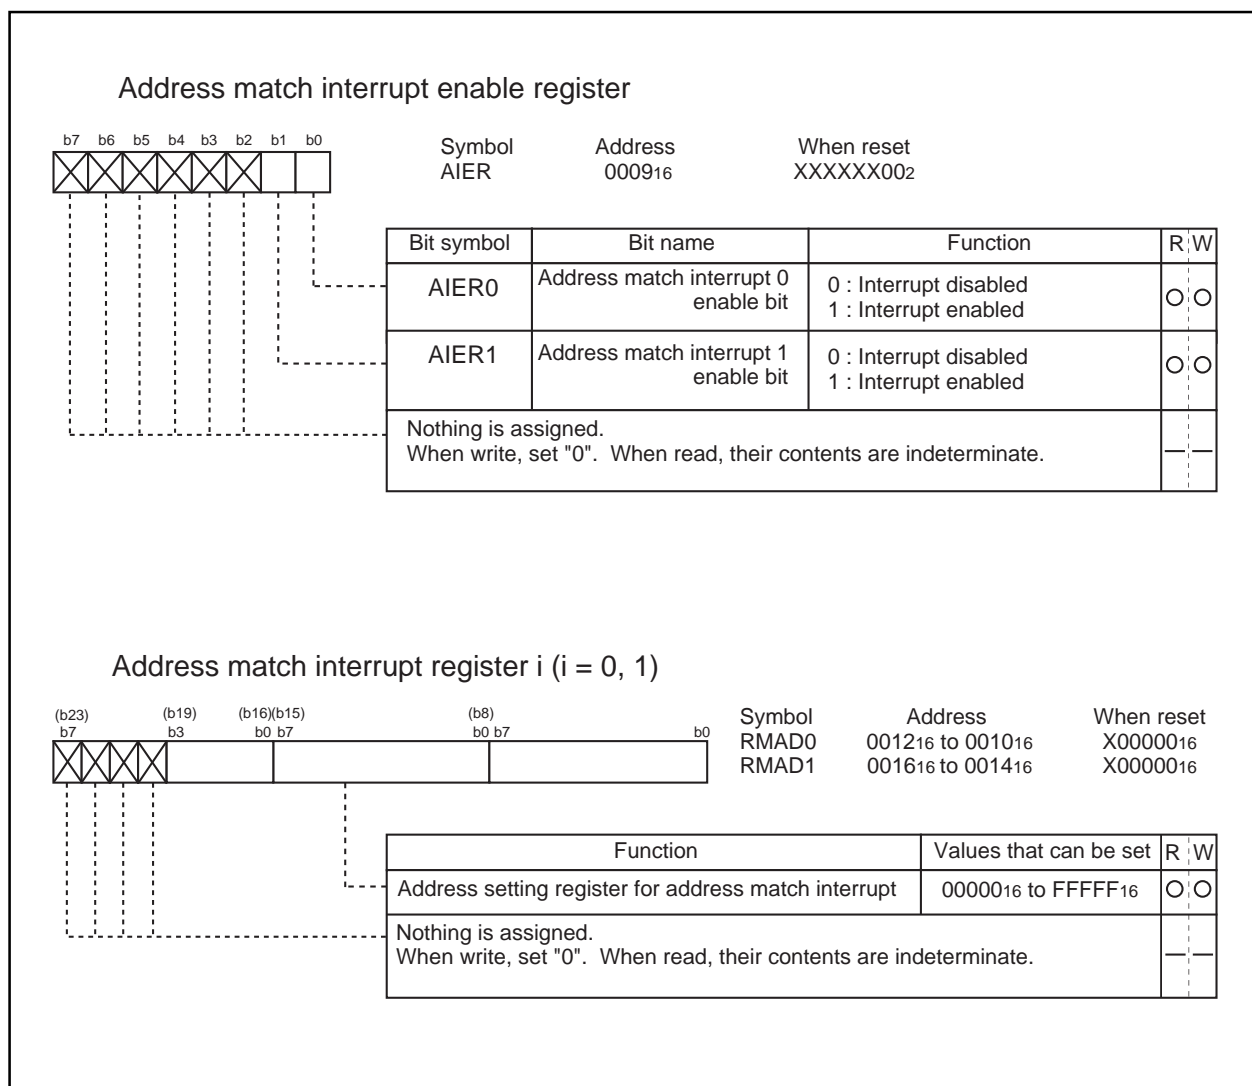 Address match interrupt enable register
b7 b6 b5 b4 b3 b2 b1 b0
Symbol Address When reset
AIER 000916 XXXXXX002
Bit symbol Bit name Function R W
AIER0 Address match interrupt 0 enable bit 0 : Interrupt disabled
1 : Interrupt enabled
AIER1 Address match interrupt 1 enable bit 0 : Interrupt disabled
1 : Interrupt enabled
Nothing is assigned.
When write, set "0". When read, their contents are indeterminate.
Address match interrupt register i (i = 0, 1)
(b23) (b19) (b16)(b15) (b8)
b7 b3 b0 b7 b0 b7 b0
Symbol Address When reset
RMAD0 001216 to 001016 X0000016
RMAD1 001616 to 001416 X0000016
Function Values that can be set R W
Address setting register for address match interrupt 0000016 to FFFFF16
Nothing is assigned.
When write, set "0". When read, their contents are indeterminate.